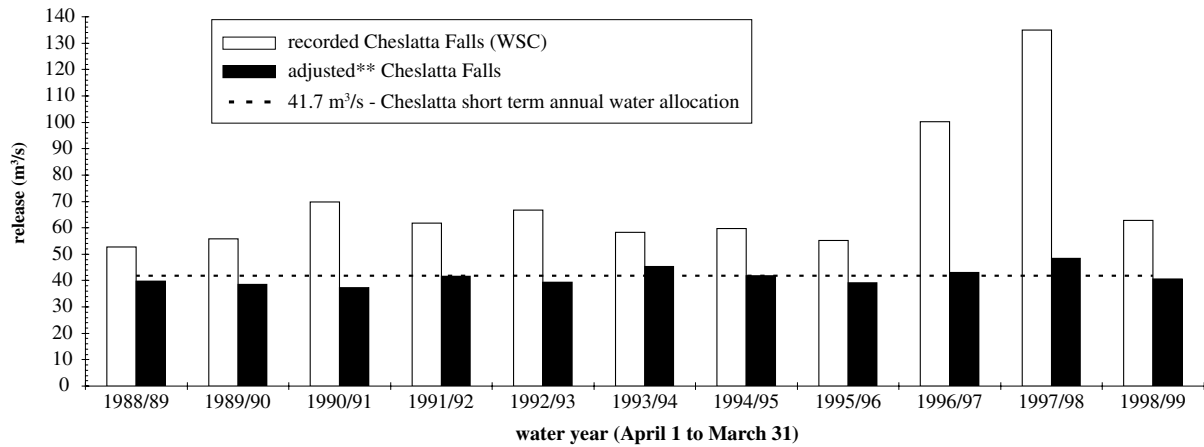 140
130
120
110
100
90
80
70
60
50
40
30
20
10
0
release (m³/s)
recorded Cheslatta Falls (WSC)
adjusted** Cheslatta Falls
41.7 m³/s - Cheslatta short term annual water allocation
1988/89 1989/90 1990/91 1991/92 1992/93 1993/94 1994/95 1995/96 1996/97 1997/98 1998/99
water year (April 1 to March 31)